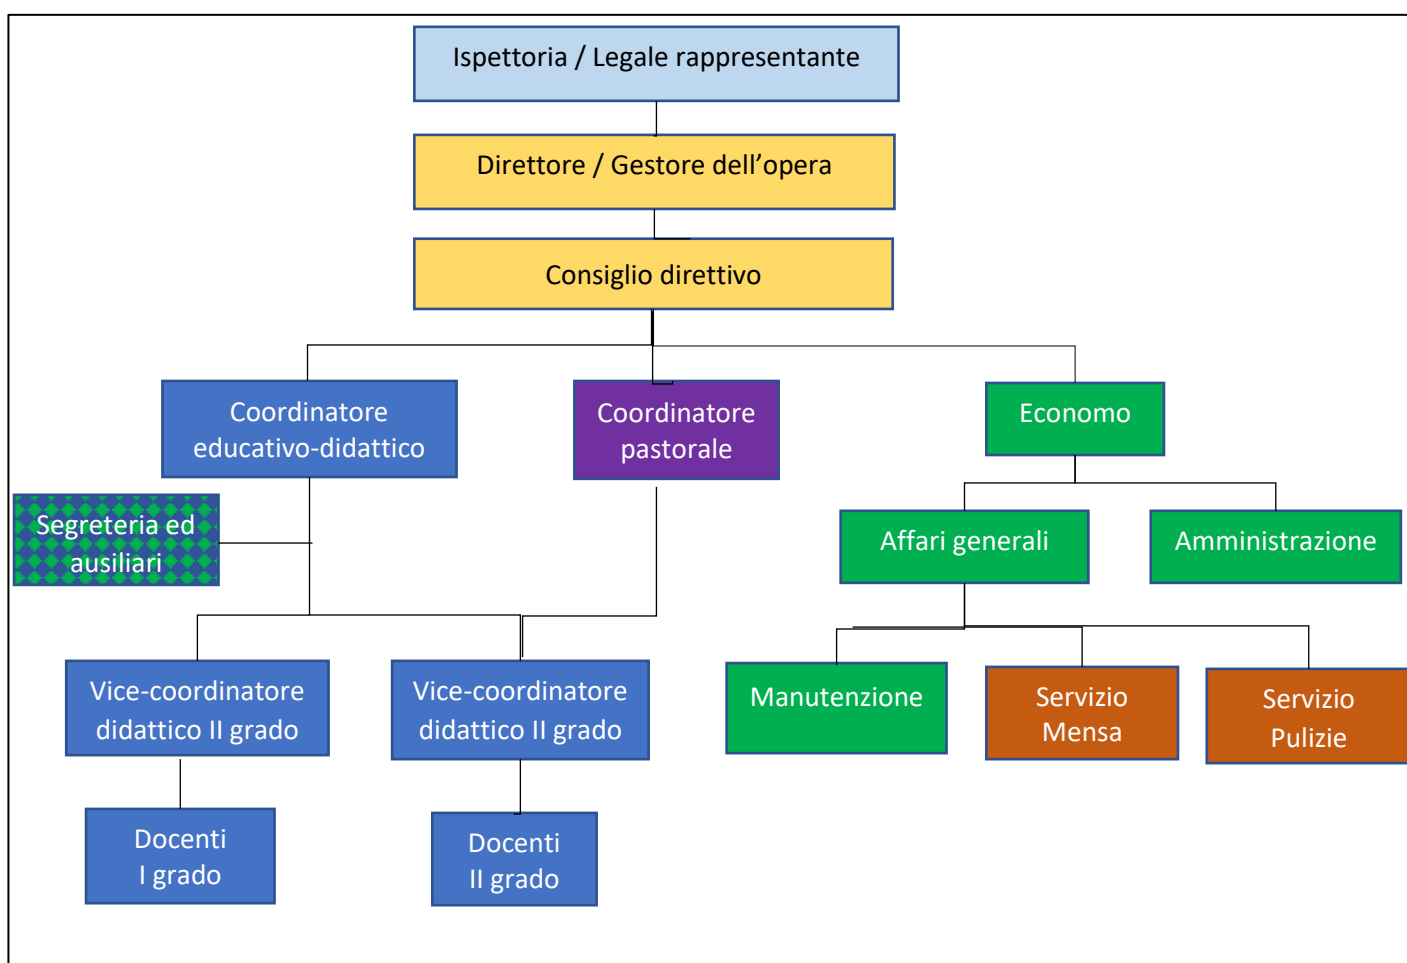 Ispettoria / Legale rappresentante
Direttore / Gestore dell’opera
Consiglio direttivo
Coordinatore
educativo-didattico
Coordinatore
pastorale
Economo
Segreteria ed
ausiliari
Affari generali
Amministrazione
Vice-coordinatore
didattico II grado
Vice-coordinatore
didattico II grado
Manutenzione
Servizio
Mensa
Servizio
Pulizie
Docenti
I grado
Docenti
II grado